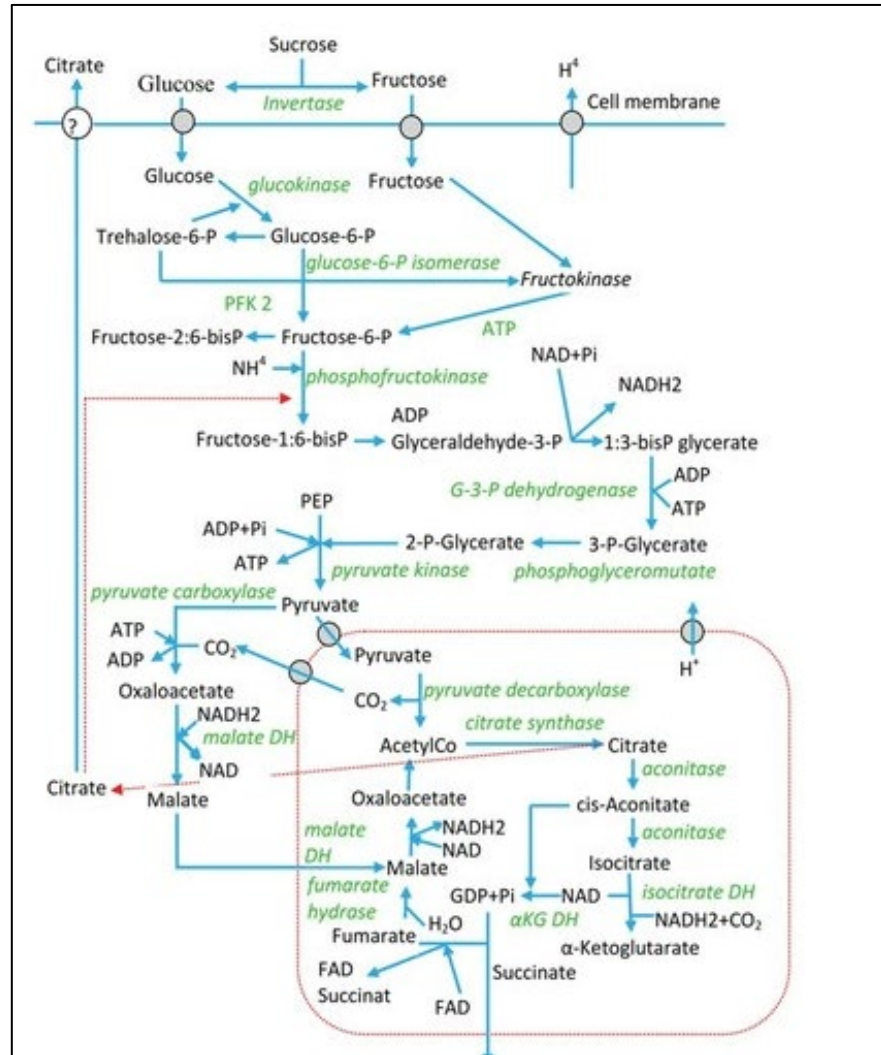 Sucrose
Citrate
Glucose
Fructose
H⁴
Invertase
Cell membrane
?
Glucose
glucokinase
Fructose
Trehalose-6-P
Glucose-6-P
glucose-6-P isomerase
Fructokinase
PFK 2
ATP
Fructose-2:6-bisP
Fructose-6-P
NH⁴
phosphofructokinase
NAD+Pi
NADH2
ADP
Fructose-1:6-bisP
Glyceraldehyde-3-P
1:3-bisP glycerate
G-3-P dehydrogenase
ADP
ATP
PEP
ADP+Pi
2-P-Glycerate
3-P-Glycerate
ATP
pyruvate kinase
phosphoglyceromutate
pyruvate carboxylase
Pyruvate
ATP
CO₂
ADP
Pyruvate
H⁺
Oxaloacetate
CO₂
pyruvate decarboxylase
NADH2
malate DH
citrate synthase
NAD
AcetylCo
Citrate
Citrate
Malate
aconitase
Oxaloacetate
cis-Aconitate
malate
DH
NADH2
NAD
aconitase
Malate
Isocitrate
fumarate
hydrase
GDP+Pi
NAD
isocitrate DH
H₂O
αKG DH
NADH2+CO₂
Fumarate
α-Ketoglutarate
FAD
Succinat
FAD
Succinate